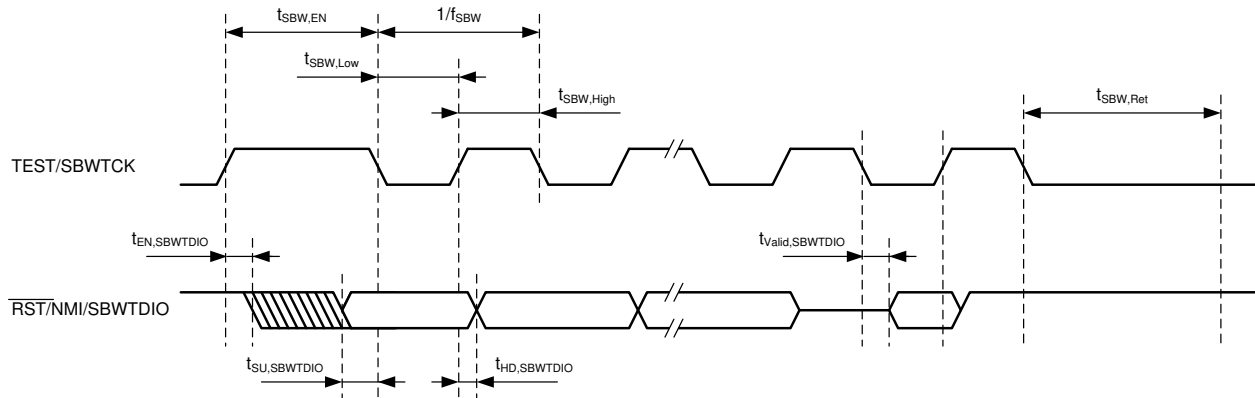 tSBW,EN
1/fSBW
tSBW,Low
tSBW,High
tSBW,Ret
TEST/SBWTCK
tEN,SBWTDIO
tValid,SBWTDIO
RST/NMI/SBWTDIO
tSU,SBWTDIO
tHD,SBWTDIO